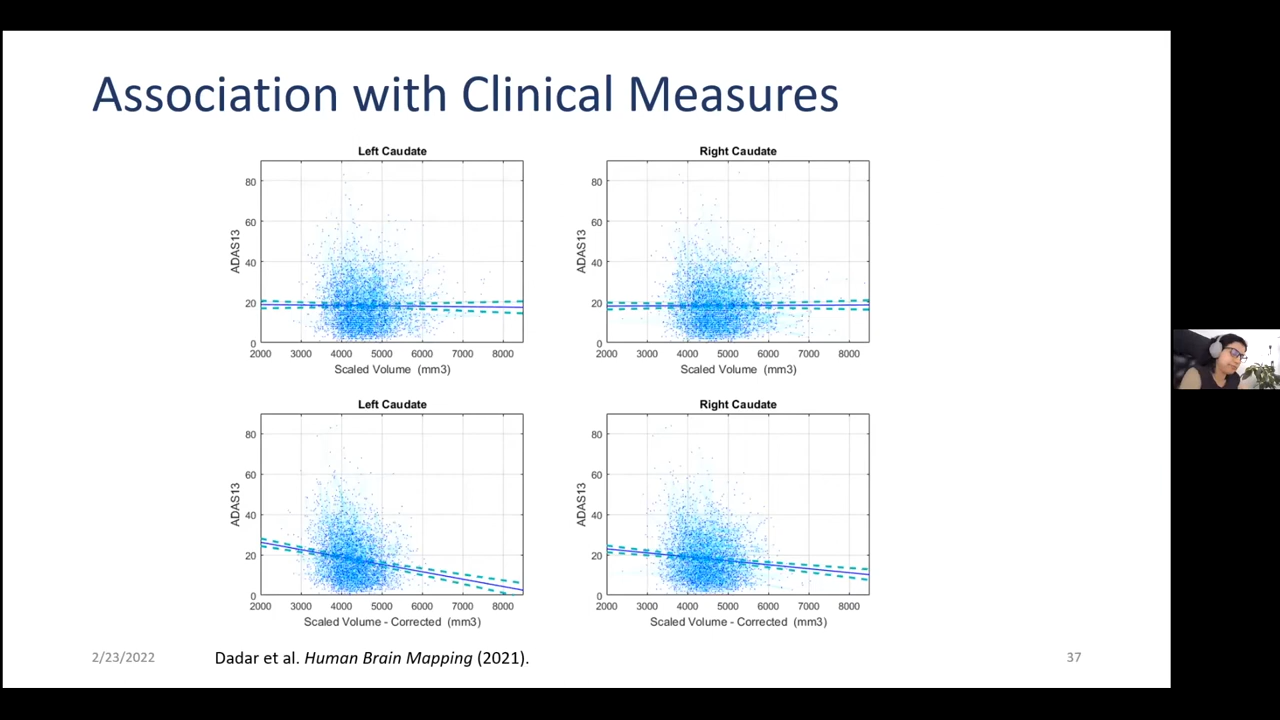 Association with Clinical Measures
Left Caudate
80
60
40
20
0
ADAS13
2000 3000 4000 5000 6000 7000 8000
Scaled Volume (mm3)
Right Caudate
80
60
40
20
0
ADAS13
2000 3000 4000 5000 6000 7000 8000
Scaled Volume (mm3)
Left Caudate
80
60
40
20
0
ADAS13
2000 3000 4000 5000 6000 7000 8000
Scaled Volume - Corrected (mm3)
Right Caudate
80
60
40
20
0
ADAS13
2000 3000 4000 5000 6000 7000 8000
Scaled Volume - Corrected (mm3)
2/23/2022
Dadar et al. Human Brain Mapping (2021).
37